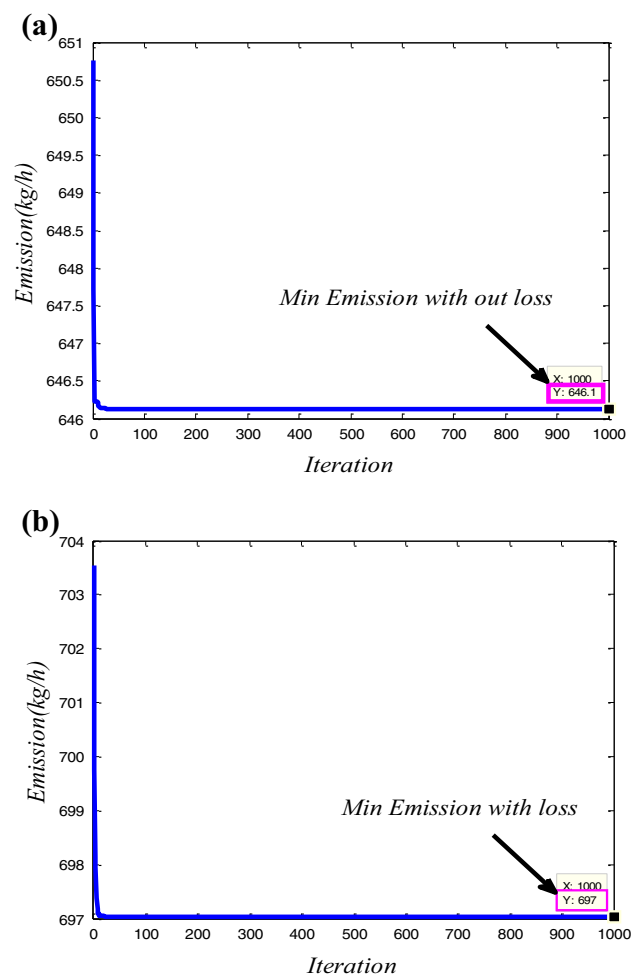 (a)
651
650.5
650
649.5
649
648.5
648
647.5
647
646.5
646
Emission(kg/h)
Min Emission with out loss
X: 1000
Y: 646.1
0 100 200 300 400 500 600 700 800 900 1000
Iteration
(b)
704
703
702
701
700
699
698
697
Emission(kg/h)
Min Emission with loss
X: 1000
Y: 697
0 100 200 300 400 500 600 700 800 900 1000
Iteration